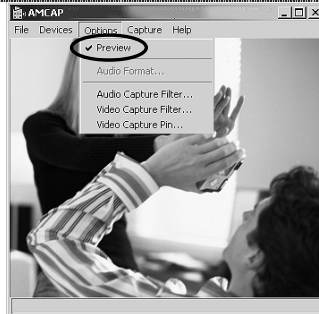 AMCAP
File Devices Options Capture Help
✔ Preview
Audio Format...
Audio Capture Filter...
Video Capture Filter...
Video Capture Pin...